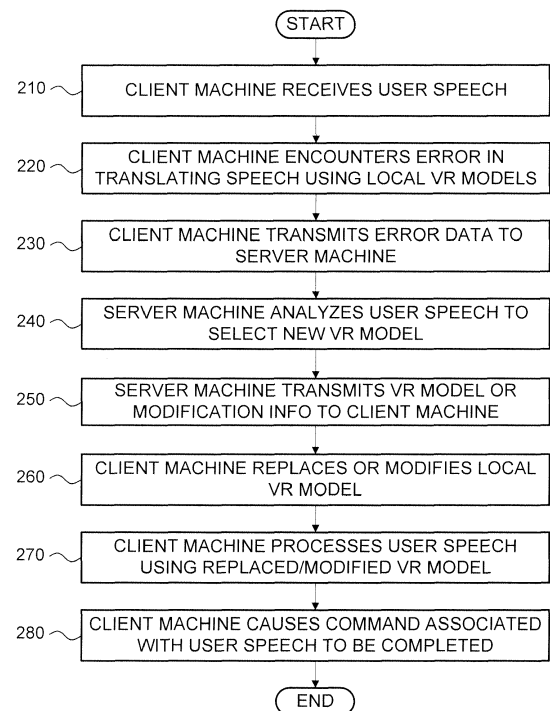 START
210
CLIENT MACHINE RECEIVES USER SPEECH
220
CLIENT MACHINE ENCOUNTERS ERROR IN
TRANSLATING SPEECH USING LOCAL VR MODELS
230
CLIENT MACHINE TRANSMITS ERROR DATA TO
SERVER MACHINE
240
SERVER MACHINE ANALYZES USER SPEECH TO
SELECT NEW VR MODEL
250
SERVER MACHINE TRANSMITS VR MODEL OR
MODIFICATION INFO TO CLIENT MACHINE
260
CLIENT MACHINE REPLACES OR MODIFIES LOCAL
VR MODEL
270
CLIENT MACHINE PROCESSES USER SPEECH
USING REPLACED/MODIFIED VR MODEL
280
CLIENT MACHINE CAUSES COMMAND ASSOCIATED
WITH USER SPEECH TO BE COMPLETED
END